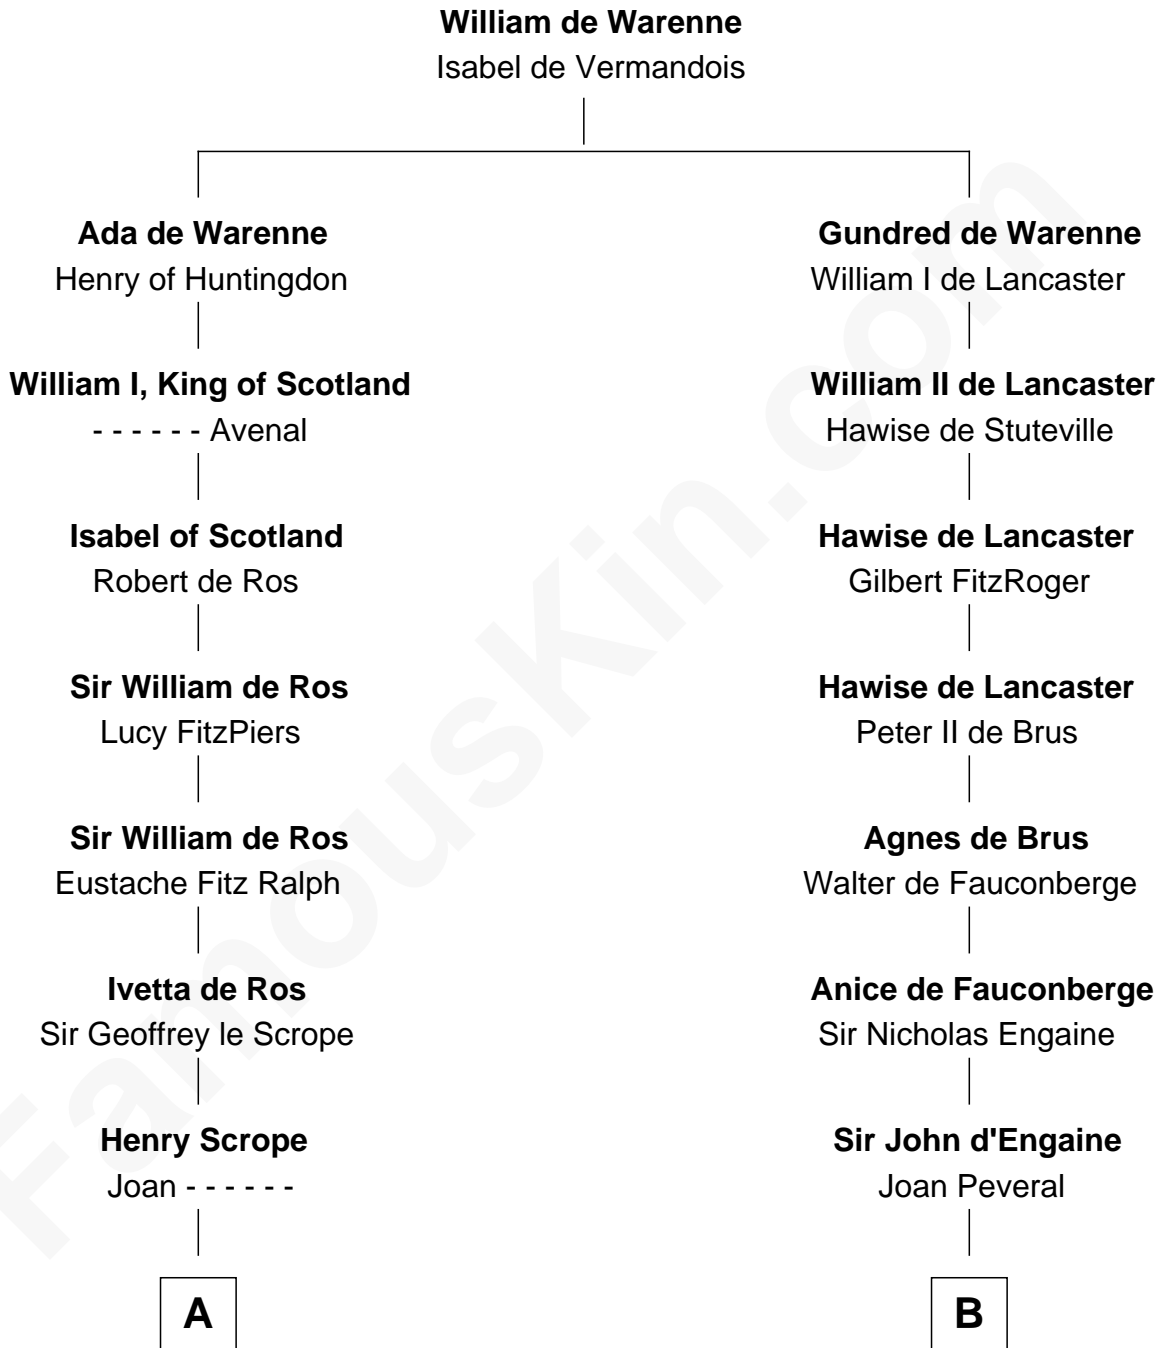 William de Warenne
Isabel de Vermandois
Ada de Warenne
Henry of Huntingdon
William I, King of Scotland
- - - - - - Avenal
Isabel of Scotland
Robert de Ros
Sir William de Ros
Lucy FitzPiers
Sir William de Ros
Eustache Fitz Ralph
Ivetta de Ros
Sir Geoffrey le Scrope
Henry Scrope
Joan - - - - - -
A
Gundred de Warenne
William I de Lancaster
William II de Lancaster
Hawise de Stuteville
Hawise de Lancaster
Gilbert FitzRoger
Hawise de Lancaster
Peter II de Brus
Agnes de Brus
Walter de Fauconberge
Anice de Fauconberge
Sir Nicholas Engaine
Sir John d'Engaine
Joan Peveral
B
FamousKin.com